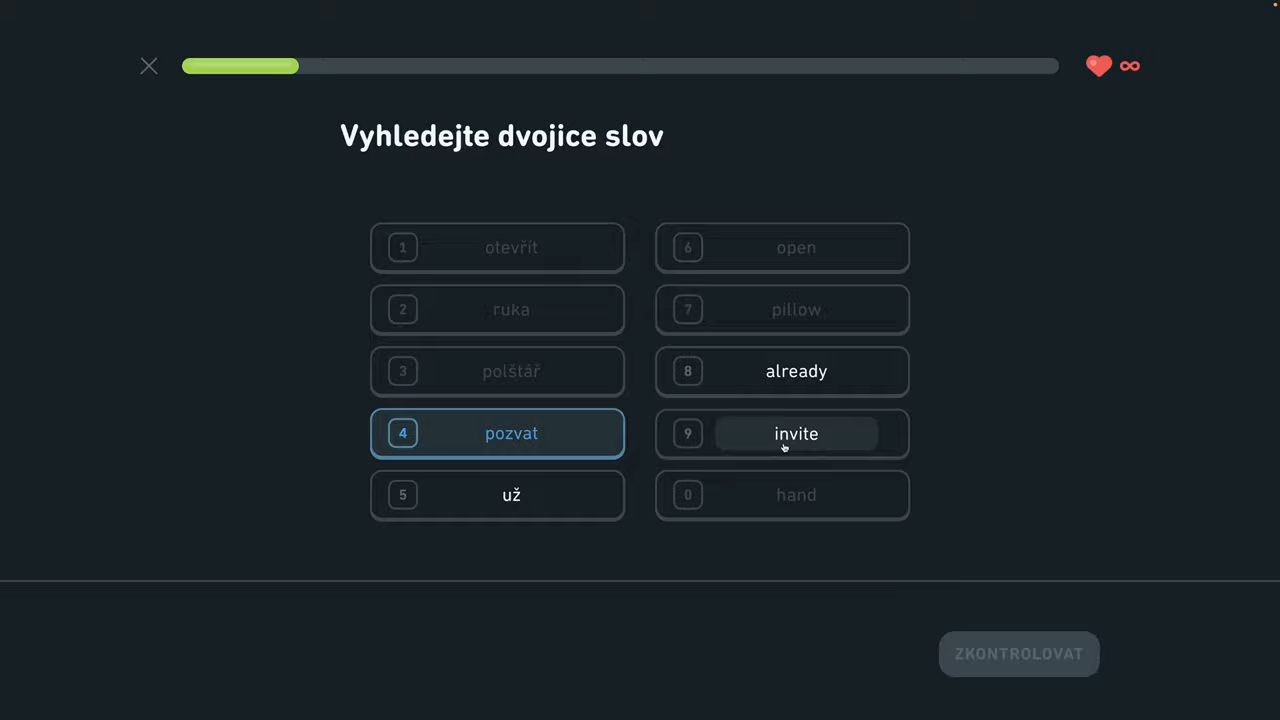 Vyhledejte dvojice slov
1 otevřít
6 open
2 ruka
7 pillow
3 polštář
8 already
4 pozvat
9 invite
5 už
0 hand
ZKONTROLOVAT